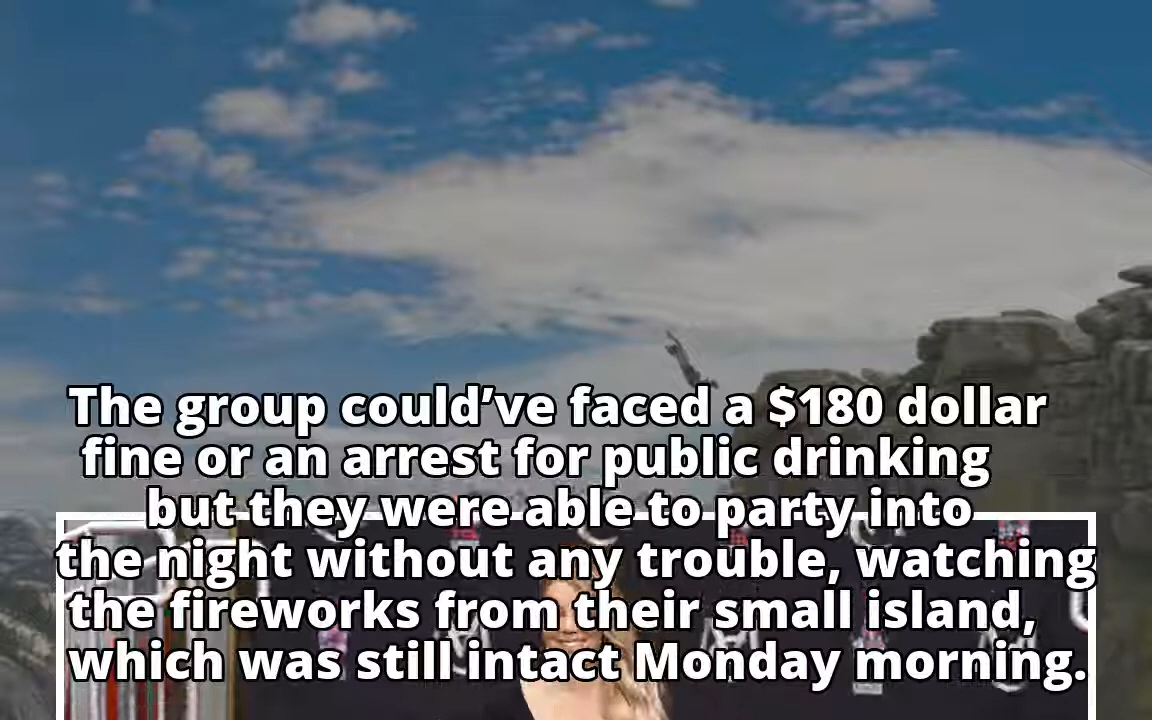 The group could’ve faced a $180 dollar
fine or an arrest for public drinking
but they were able to party into
the night without any trouble, watching
the fireworks from their small island,
which was still intact Monday morning.